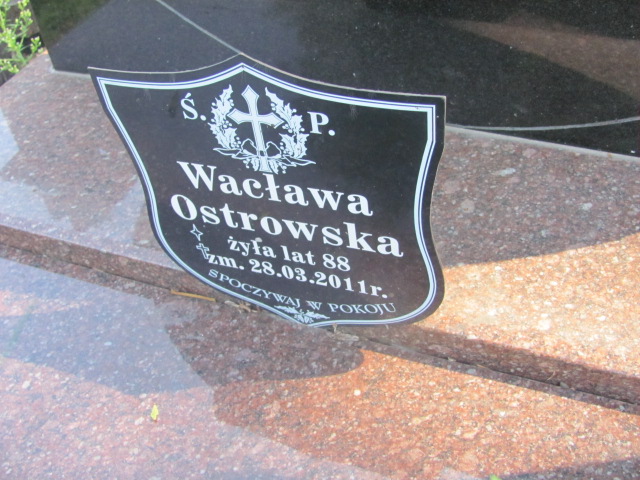 Ś. P.
Wacława
Ostrowska
żyła lat 88
zm. 28.03.2011r.
SPOCZYWAJ W POKOJU